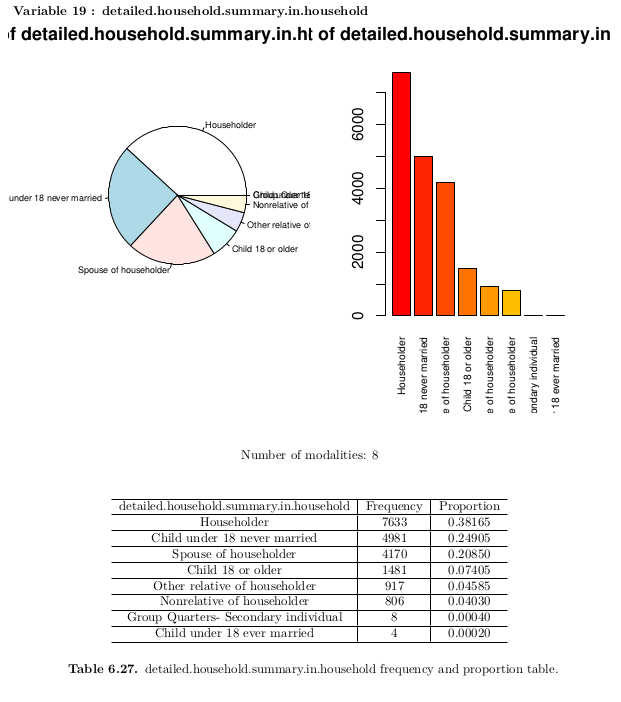 Variable 19 : detailed.household.summary.in.household
of detailed.household.summary.in.ht of detailed.household.summary.in
Householder
under 18 never married
Spouse of householder
Child 18 or older
Other relative of
Nonrelative of
6000
4000
2000
0
Householder
18 never married
e of householder
Child 18 or older
e of householder
e of householder
ondary individual
18 ever married
Number of modalities: 8
detailed.household.summary.in.household Frequency Proportion
Householder 7633 0.38165
Child under 18 never married 4981 0.24905
Spouse of householder 4170 0.20850
Child 18 or older 1481 0.07405
Other relative of householder 917 0.04585
Nonrelative of householder 806 0.04030
Group Quarters- Secondary individual 8 0.00040
Child under 18 ever married 4 0.00020
Table 6.27. detailed.household.summary.in.household frequency and proportion table.